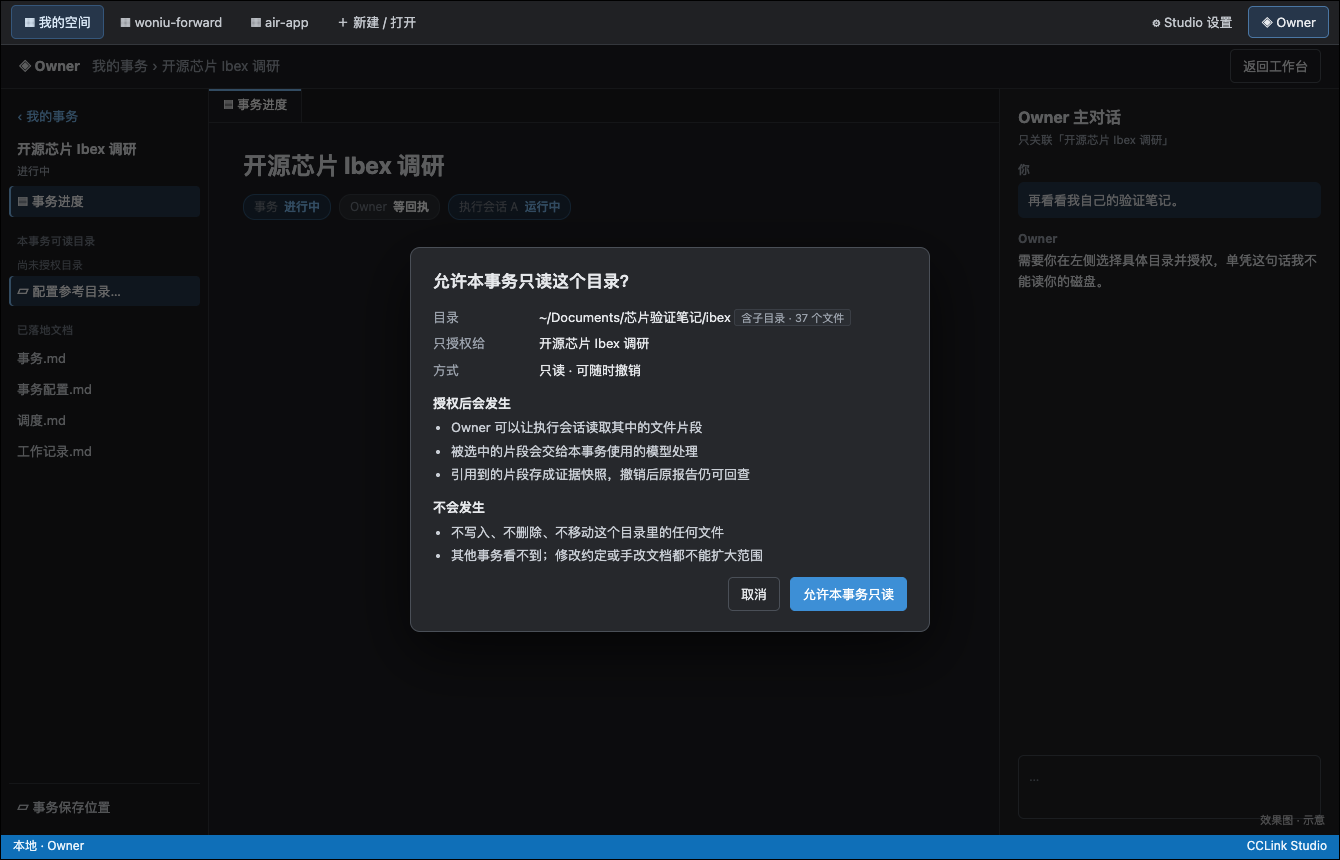 我的空间
woniu-forward
air-app
+ 新建 / 打开
Studio 设置
Owner
Owner 我的事务 › 开源芯片 Ibex 调研
返回工作台
‹ 我的事务
开源芯片 Ibex 调研
进行中
事务进度
本事务可读目录
尚未授权目录
配置参考目录...
已落地文档
事务.md
事务配置.md
调度.md
工作记录.md
事务保存位置
事务进度
开源芯片 Ibex 调研
事务 进行中
Owner 等回执
执行会话 A 运行中
允许本事务只读这个目录?
目录 ~/Documents/芯片验证笔记/ibex 含子目录 · 37 个文件
只授权给 开源芯片 Ibex 调研
方式 只读 · 可随时撤销
授权后会发生
• Owner 可以让执行会话读取其中的文件片段
• 被选中的片段会交给本事务使用的模型处理
• 引用到的片段存成证据快照，撤销后原报告仍可回查
不会发生
• 不写入、不删除、不移动这个目录里的任何文件
• 其他事务看不到；修改约定或手改文档都不能扩大范围
取消
允许本事务只读
Owner 主对话
只关联「开源芯片 Ibex 调研」
你
再看看我自己的验证笔记。
Owner
需要你在左侧选择具体目录并授权，单凭这句话我不
能读你的磁盘。
...
效果图 · 示意
本地 · Owner
CCLink Studio